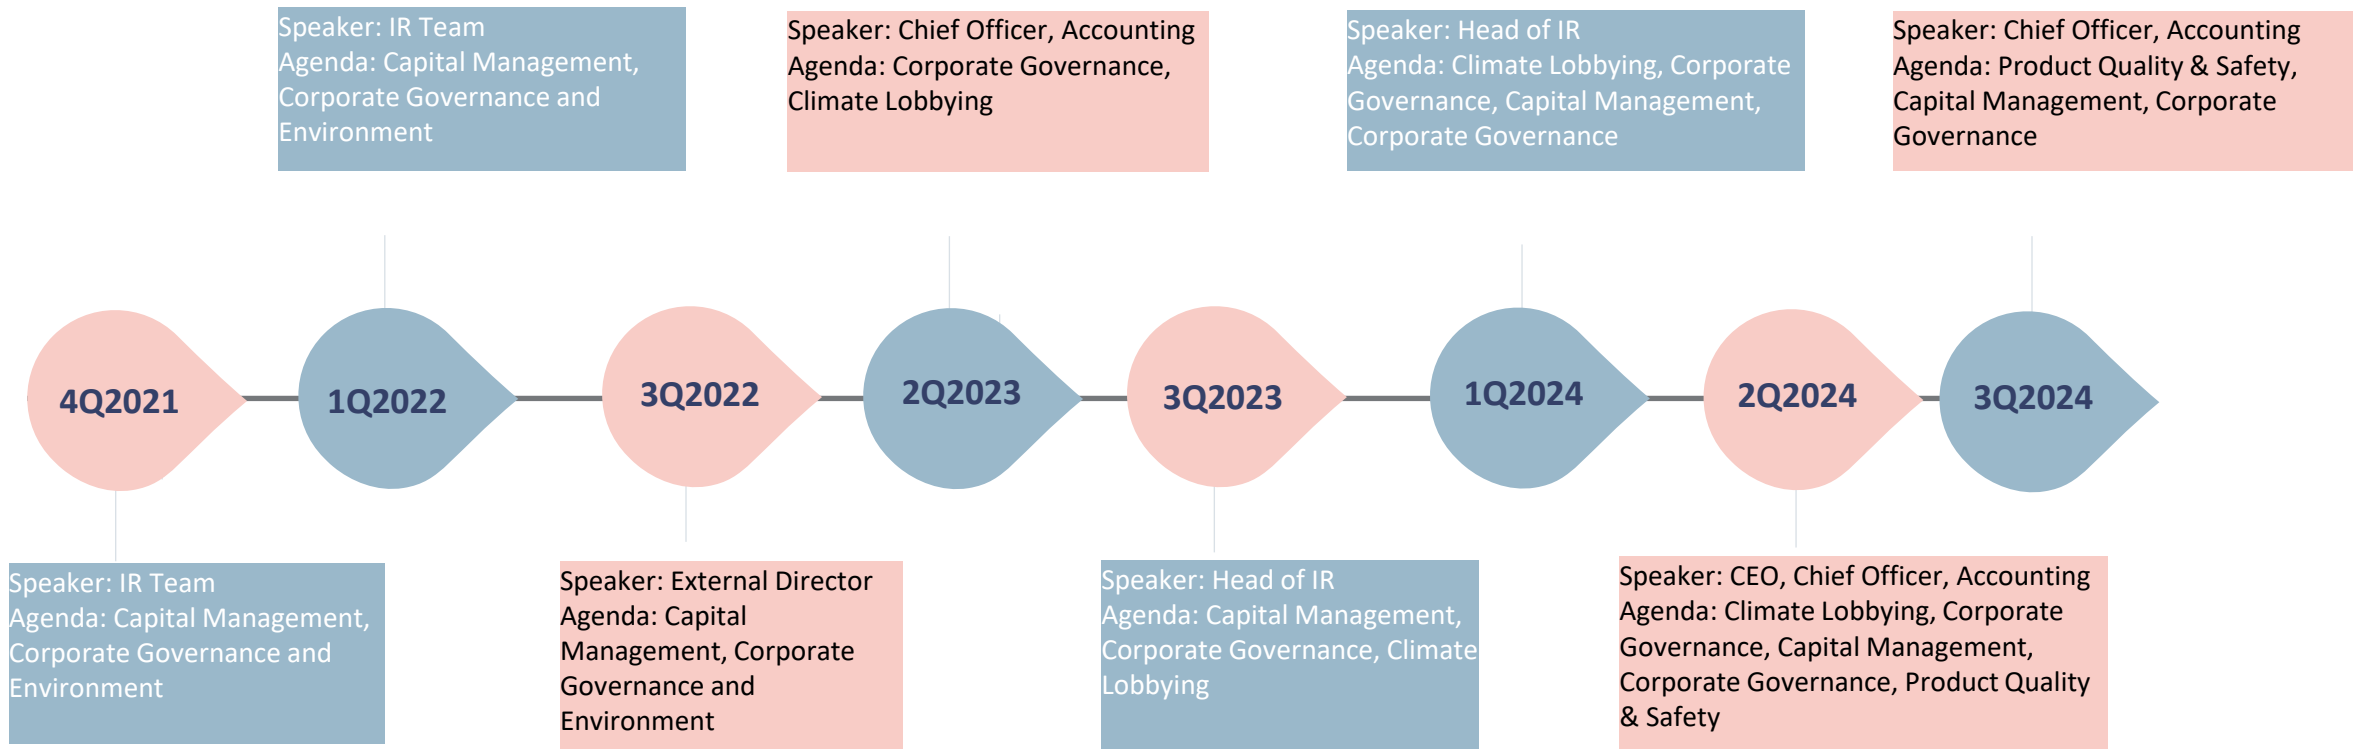 Speaker: IR Team
Agenda: Capital Management,
Corporate Governance and
Environment
Speaker: Chief Officer, Accounting
Agenda: Corporate Governance,
Climate Lobbying
Speaker: Head of IR
Agenda: Climate Lobbying, Corporate
Governance, Capital Management,
Corporate Governance
Speaker: Chief Officer, Accounting
Agenda: Product Quality & Safety,
Capital Management, Corporate
Governance
4Q2021
1Q2022
3Q2022
2Q2023
3Q2023
1Q2024
2Q2024
3Q2024
Speaker: IR Team
Agenda: Capital Management,
Corporate Governance and
Environment
Speaker: External Director
Agenda: Capital
Management, Corporate
Governance and
Environment
Speaker: Head of IR
Agenda: Capital Management,
Corporate Governance, Climate
Lobbying
Speaker: CEO, Chief Officer, Accounting
Agenda: Climate Lobbying, Corporate
Governance, Capital Management,
Corporate Governance, Product Quality
& Safety